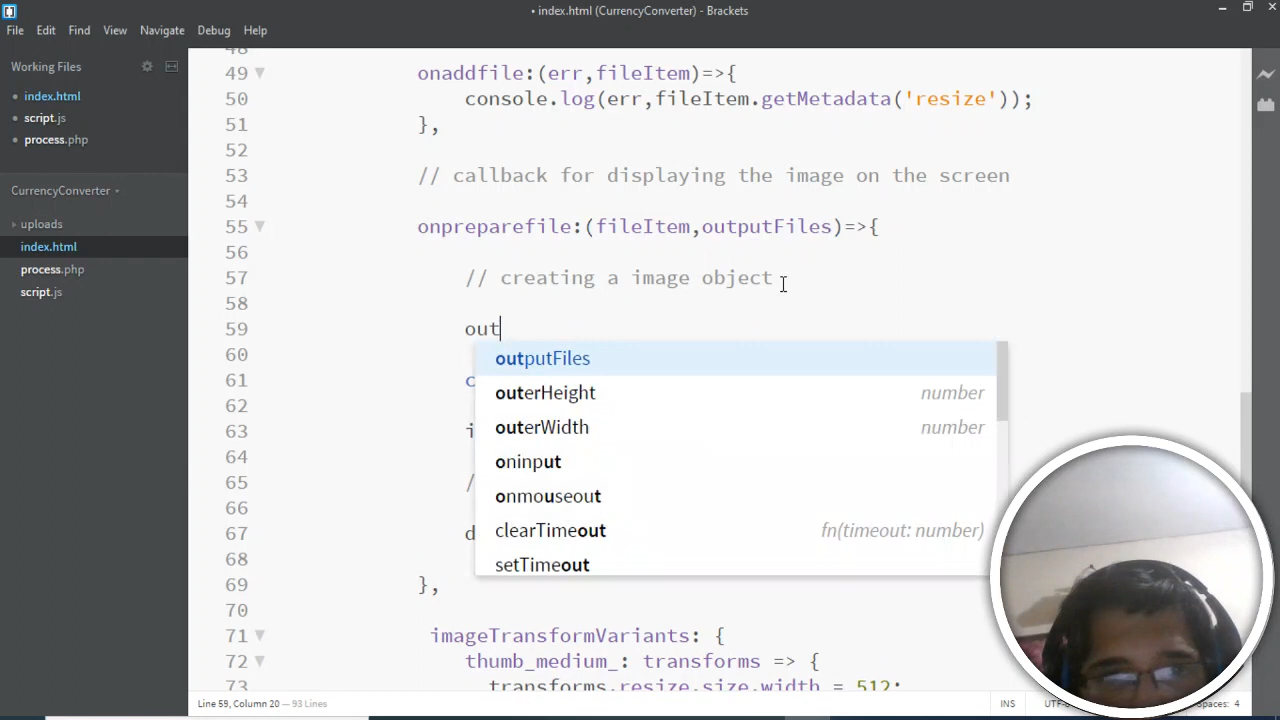 • index.html (CurrencyConverter) - Brackets
File Edit Find View Navigate Debug Help
Working Files
• index.html
• script.js
• process.php
CurrencyConverter
uploads
index.html
process.php
script.js
48
49 onaddfile:(err,fileItem)=>{
50 console.log(err,fileItem.getMetadata('resize'));
51 },
52
53 // callback for displaying the image on the screen
54
55 onpreparefile:(fileItem,outputFiles)=>{
56
57 // creating a image object
58
59 out
60 outputFiles
outerHeight number
61 c
62 outerWidth number
63 i
oninput
64
65 /
onmouseout
66
67 d clearTimeout fn(timeout: number)
68 setTimeout
69 },
70
71 imageTransformVariants: {
72 thumb_medium_: transforms => {
73 transforms.resize.size.width = 512;
Line 59, Column 20 — 93 Lines
INS
UTF-
Spaces: 4